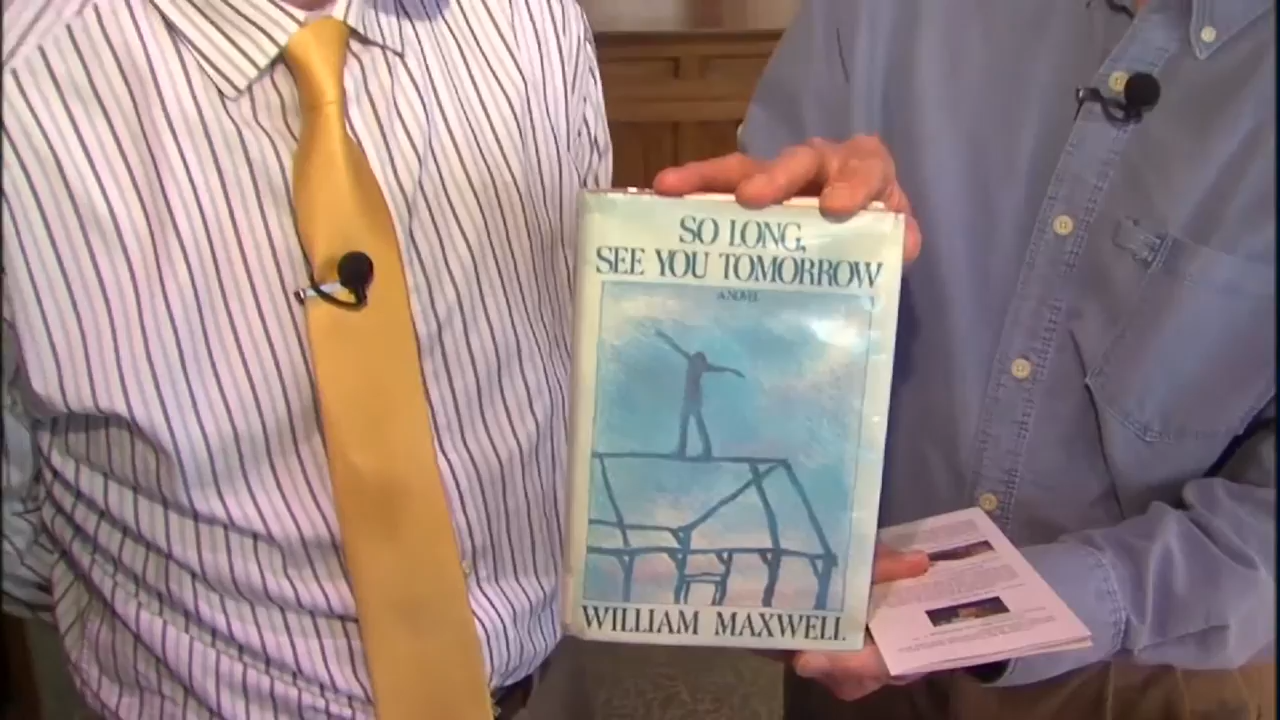 SO LONG,
SEE YOU TOMORROW
A NOVEL
WILLIAM MAXWELL